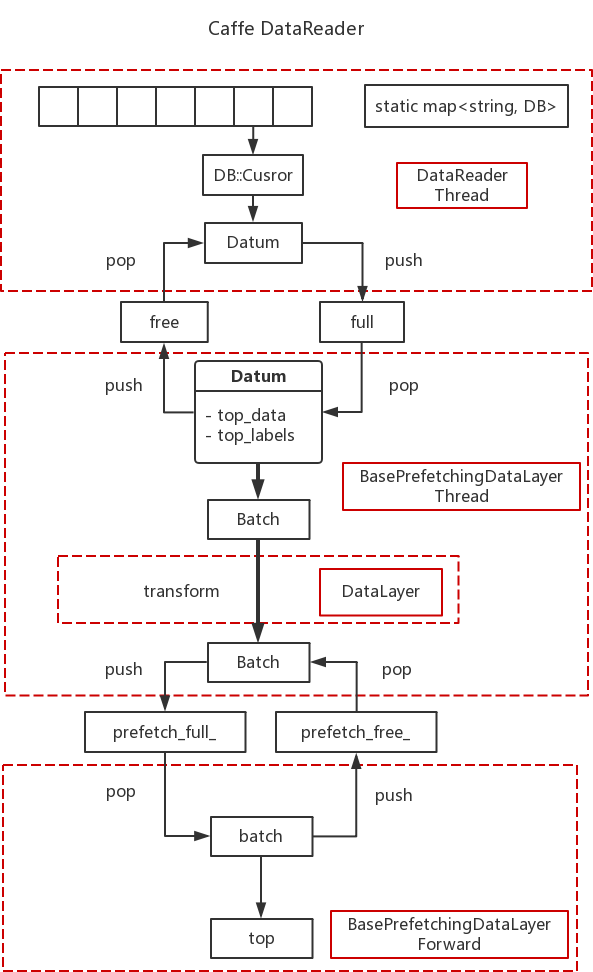 Caffe DataReader
static map<string, DB>
DB::Cusror
DataReader
Thread
Datum
pop
push
free
full
push
pop
Datum
- top_data
- top_labels
BasePrefetchingDataLayer
Thread
Batch
transform
DataLayer
Batch
push
pop
prefetch_full_
prefetch_free_
pop
push
batch
top
BasePrefetchingDataLayer
Forward